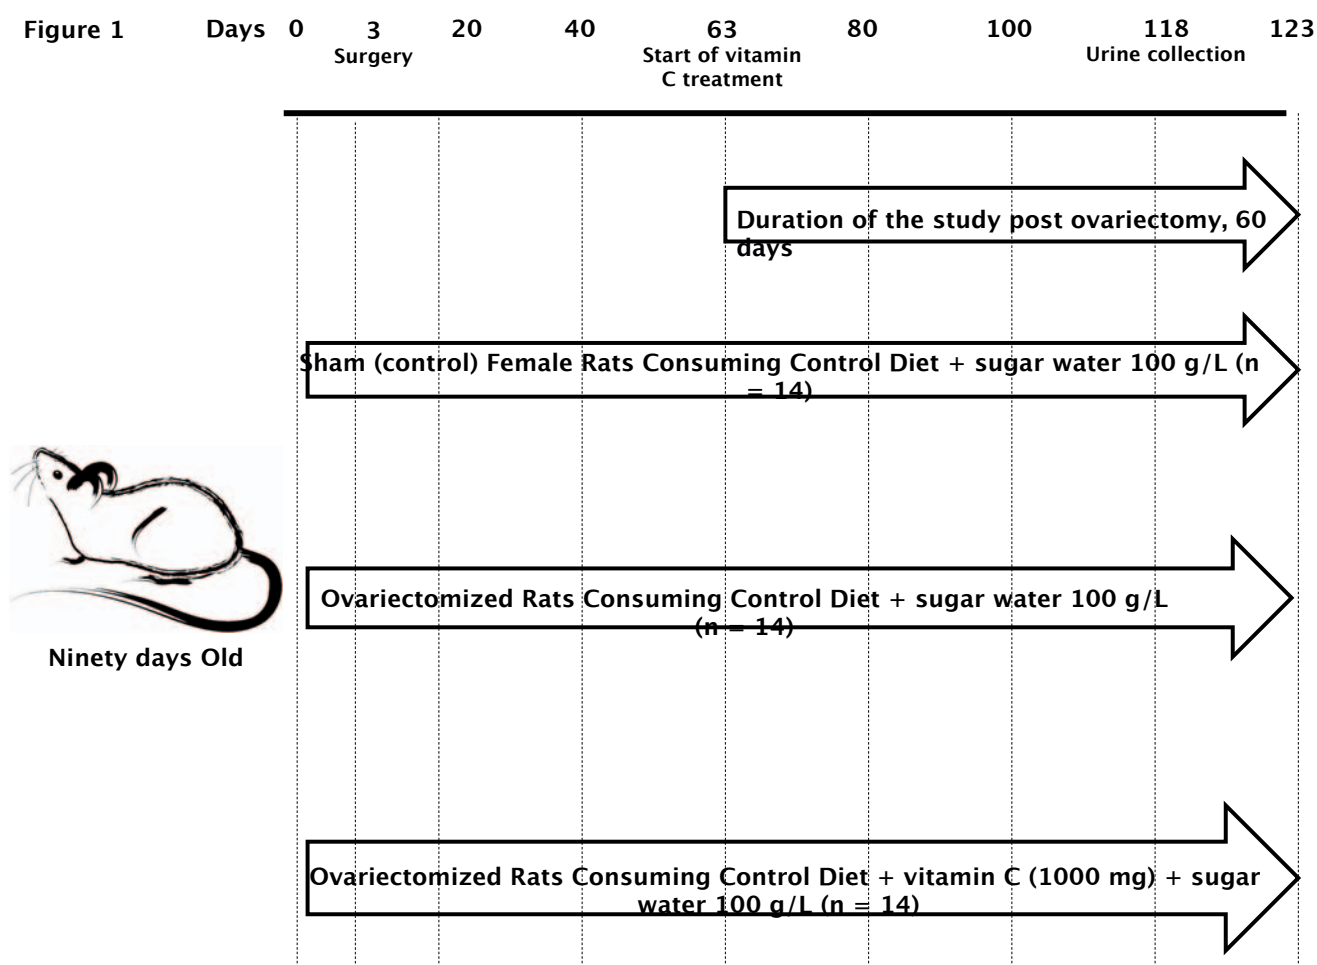 Figure 1 Days 0 3 20 40 63 80 100 118 123
Surgery Start of vitamin Urine collection
C treatment
Duration of the study post ovariectomy, 60
days
Sham (control) Female Rats Consuming Control Diet + sugar water 100 g/L (n
= 14)
Ovariectomized Rats Consuming Control Diet + sugar water 100 g/L
(n = 14)
Ninety days Old
Ovariectomized Rats Consuming Control Diet + vitamin C (1000 mg) + sugar
water 100 g/L (n = 14)